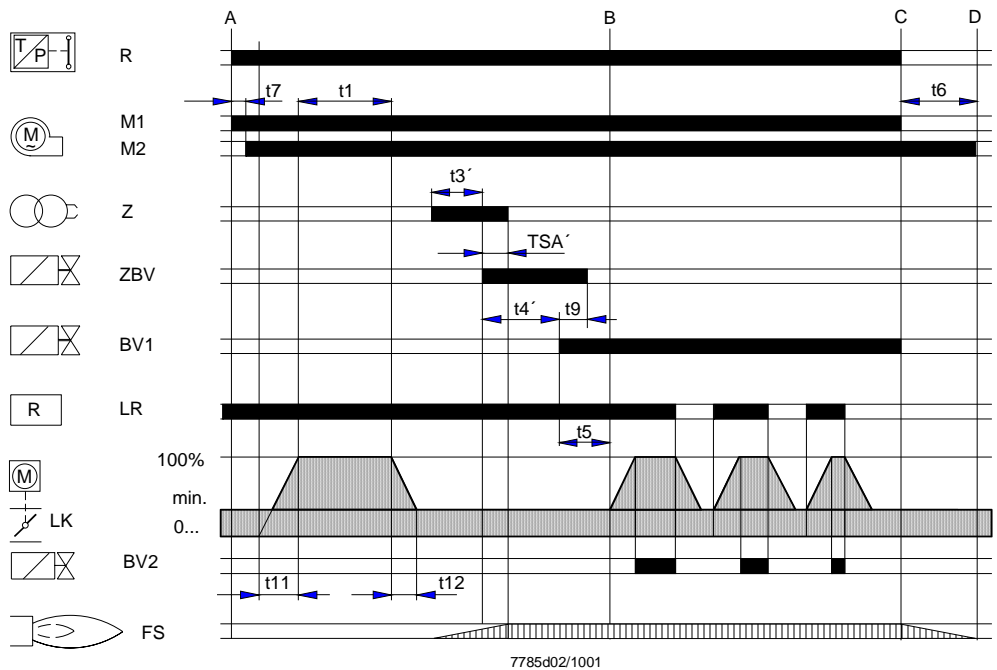 A B C D
T P R
t7 t1 t6
M1
M ~
M2
t3´
Z
TSA´
ZBV
t4´ t9
BV1
R LR
t5
100%
M
min.
LK
0...
BV2
t11 t12
FS
7785d02/1001